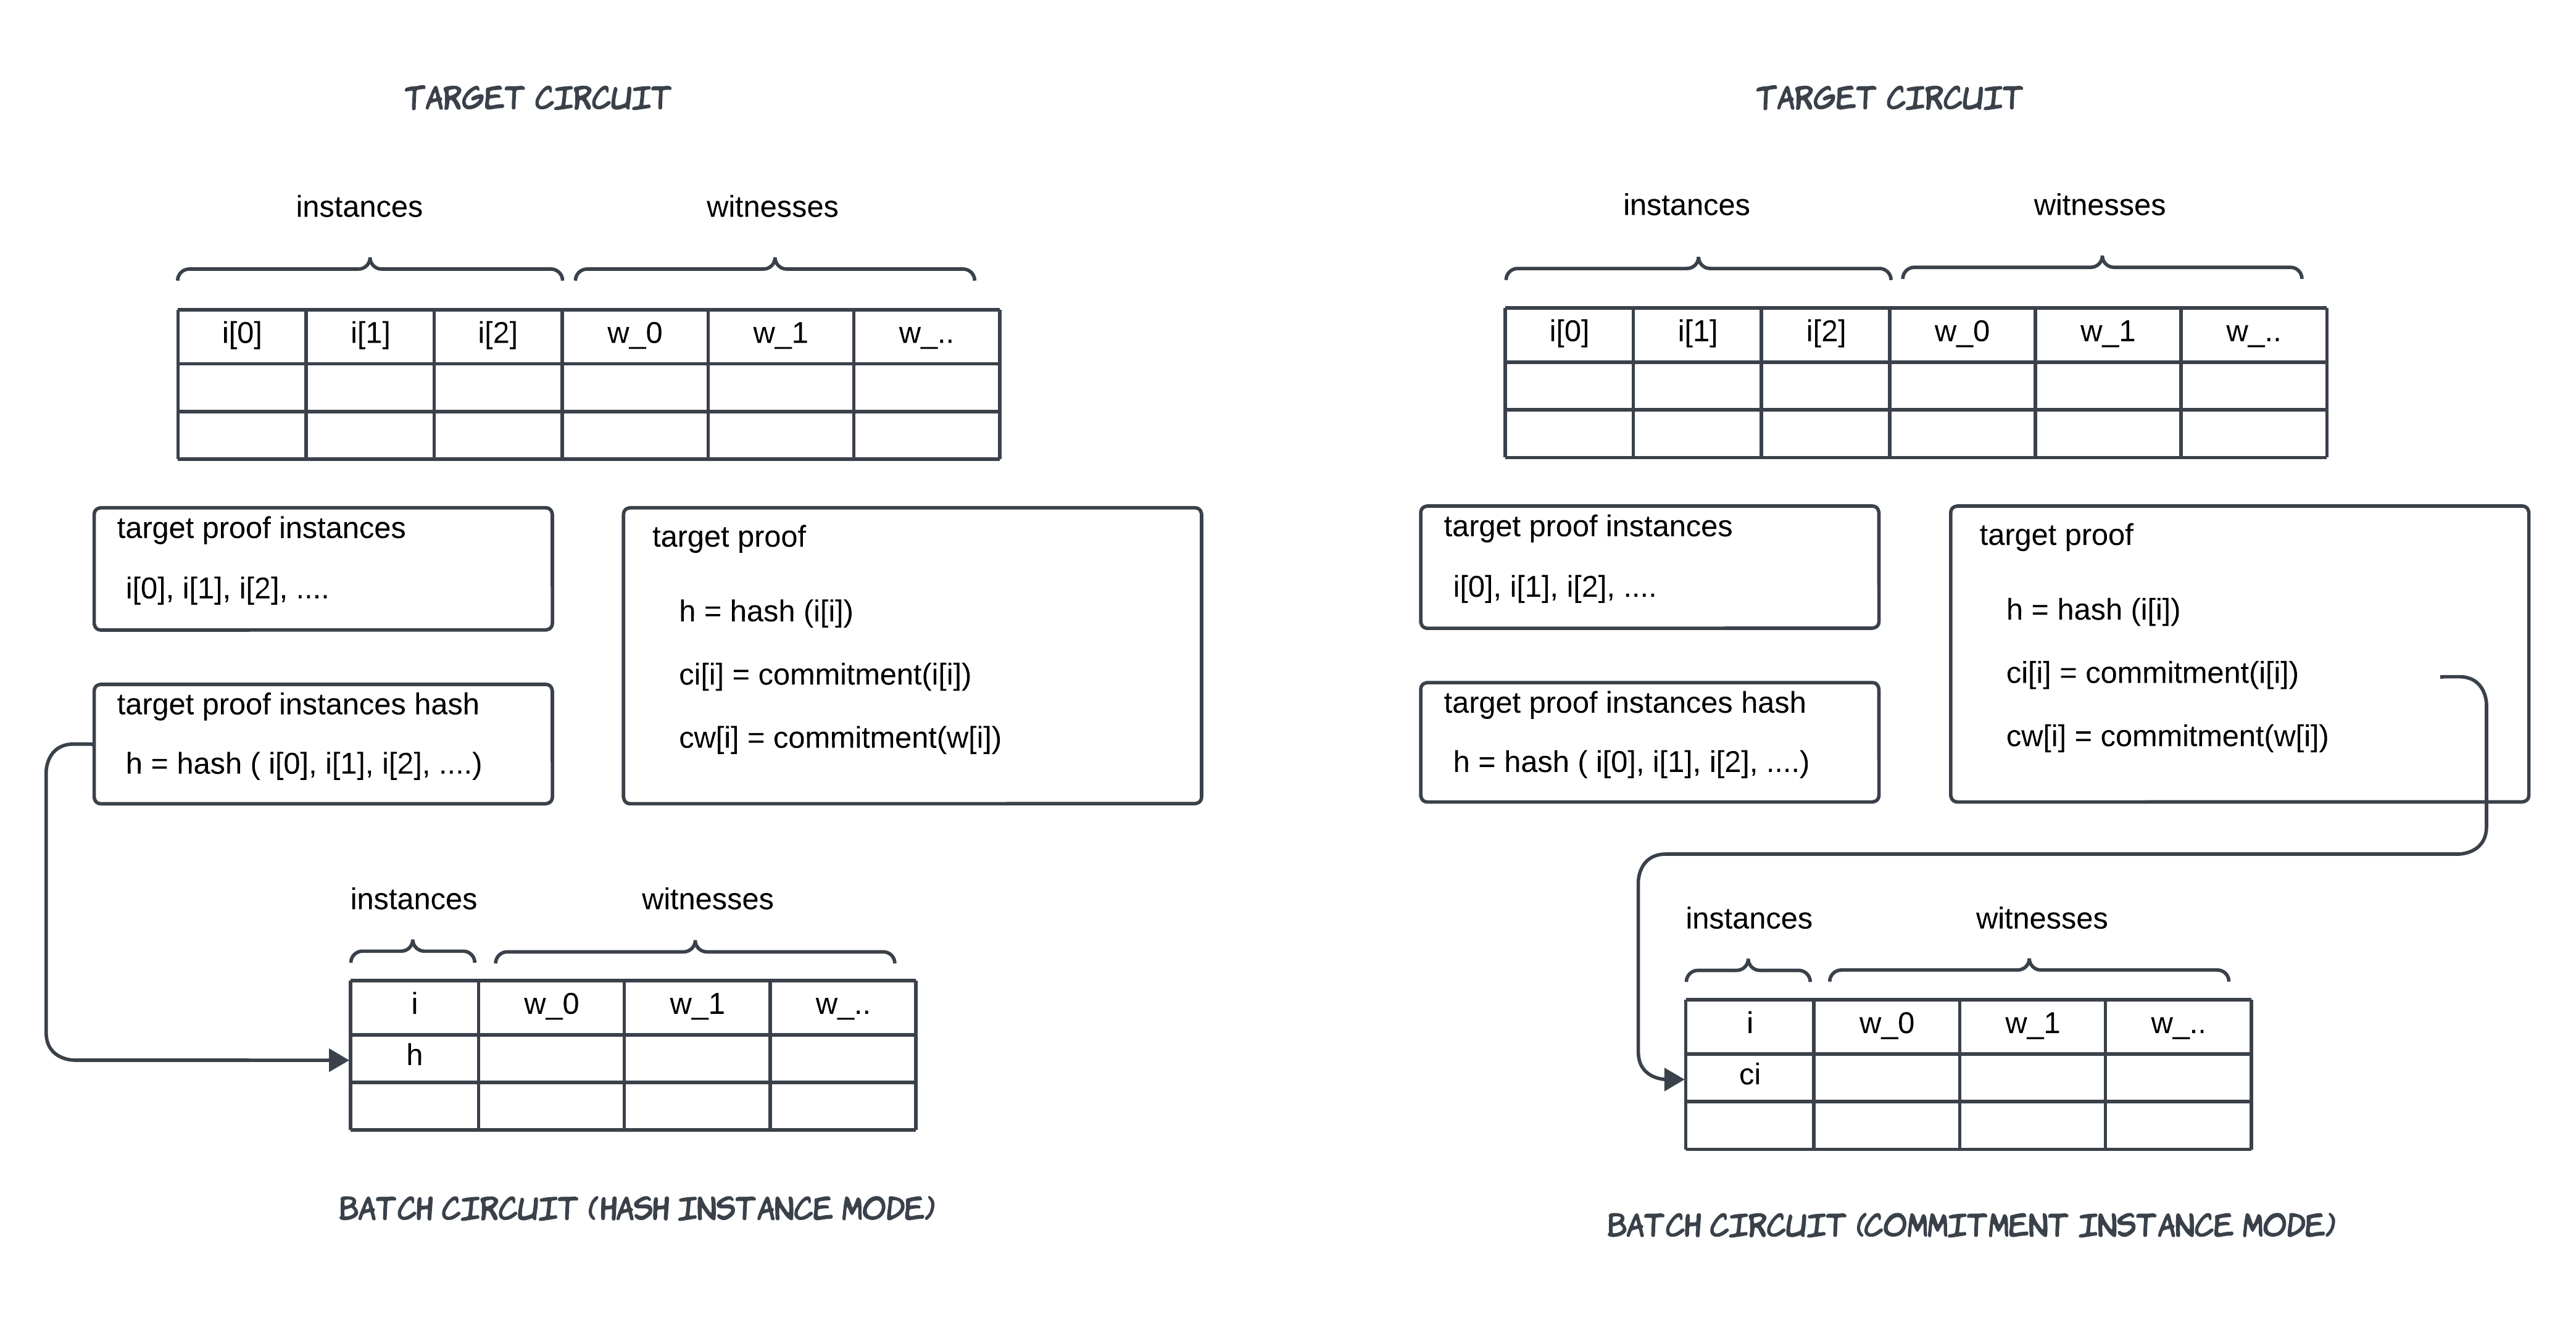 TARGET CIRCUIT
instances witnesses
i[0] i[1] i[2] w_0 w_1 w_..
target proof instances
i[0], i[1], i[2], ....
target proof instances hash
h = hash ( i[0], i[1], i[2], ....)
target proof
h = hash (i[i])
ci[i] = commitment(i[i])
cw[i] = commitment(w[i])
instances witnesses
i w_0 w_1 w_..
h
BATCH CIRCUIT (HASH INSTANCE MODE)
TARGET CIRCUIT
instances witnesses
i[0] i[1] i[2] w_0 w_1 w_..
target proof instances
i[0], i[1], i[2], ....
target proof instances hash
h = hash ( i[0], i[1], i[2], ....)
target proof
h = hash (i[i])
ci[i] = commitment(i[i])
cw[i] = commitment(w[i])
instances witnesses
i w_0 w_1 w_..
ci
BATCH CIRCUIT (COMMITMENT INSTANCE MODE)